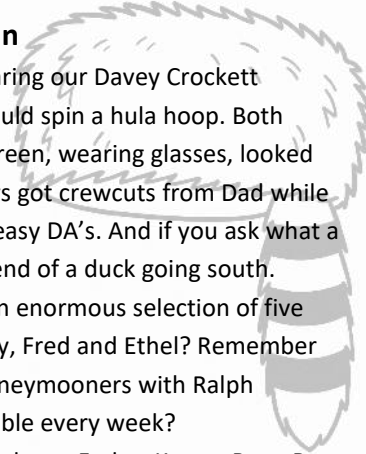 n
aring our Davey Crockett
uld spin a hula hoop. Both
reen, wearing glasses, looked
s got crewcuts from Dad while
easy DA's. And if you ask what a
end of a duck going south.
n enormous selection of five
y, Fred and Ethel? Remember
neymooners with Ralph
ble every week?